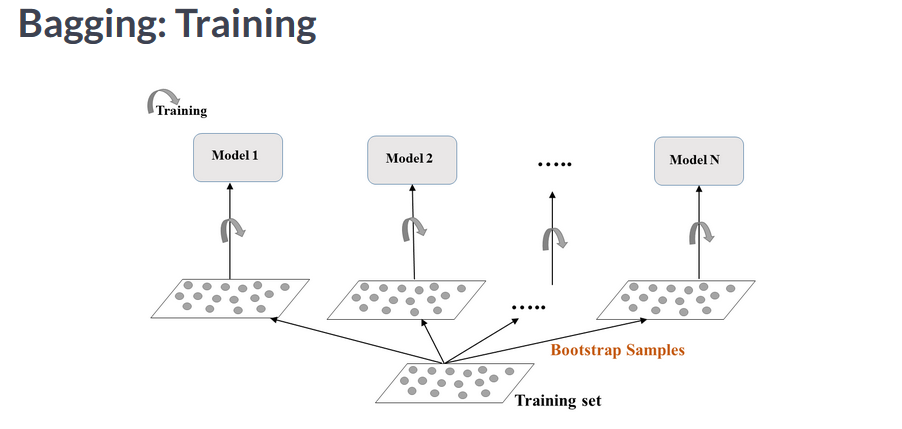 Bagging: Training
Training
Model 1
Model 2
.....
Model N
.....
Bootstrap Samples
Training set